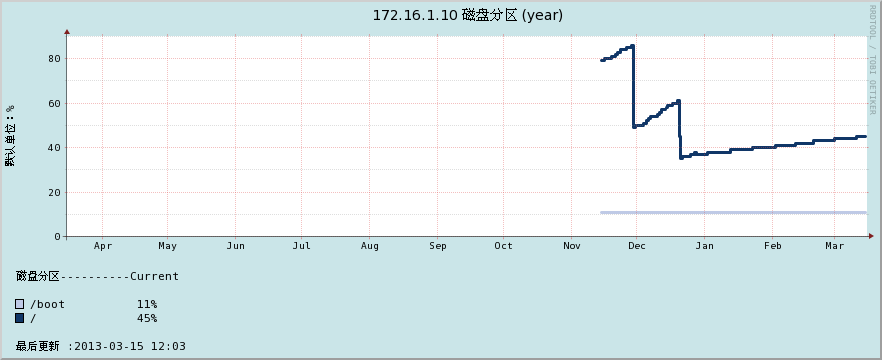 172.16.1.10 磁盘分区 (year)
RRDTOOL / TOBI OETIKER
默认单位：%
80
60
40
20
0
Apr May Jun Jul Aug Sep Oct Nov Dec Jan Feb Mar
磁盘分区----------Current
/boot 11%
/ 45%
最后更新 :2013-03-15 12:03